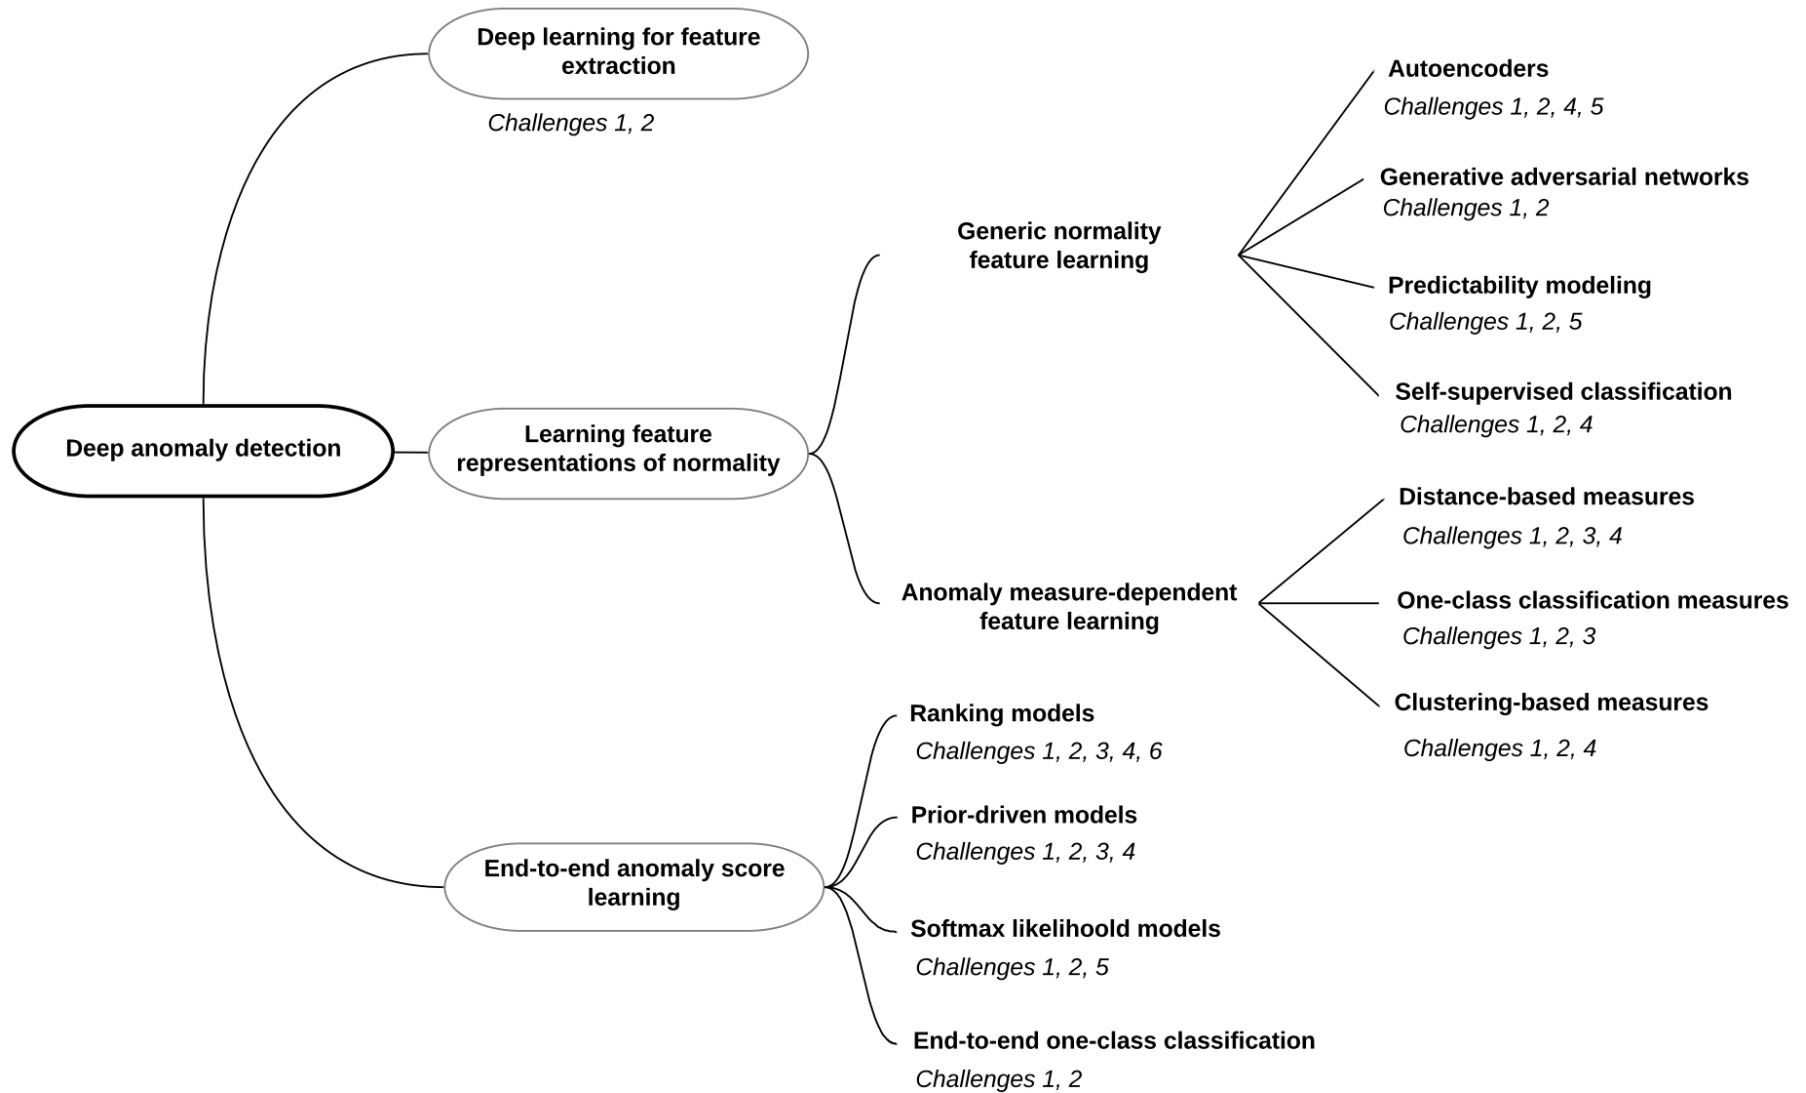 Deep learning for feature
extraction
Challenges 1, 2
Deep anomaly detection
Learning feature
representations of normality
Generic normality
feature learning
Autoencoders
Challenges 1, 2, 4, 5
Generative adversarial networks
Challenges 1, 2
Predictability modeling
Challenges 1, 2, 5
Self-supervised classification
Challenges 1, 2, 4
Anomaly measure-dependent
feature learning
Distance-based measures
Challenges 1, 2, 3, 4
One-class classification measures
Challenges 1, 2, 3
Clustering-based measures
Challenges 1, 2, 4
End-to-end anomaly score
learning
Ranking models
Challenges 1, 2, 3, 4, 6
Prior-driven models
Challenges 1, 2, 3, 4
Softmax likelihoold models
Challenges 1, 2, 5
End-to-end one-class classification
Challenges 1, 2